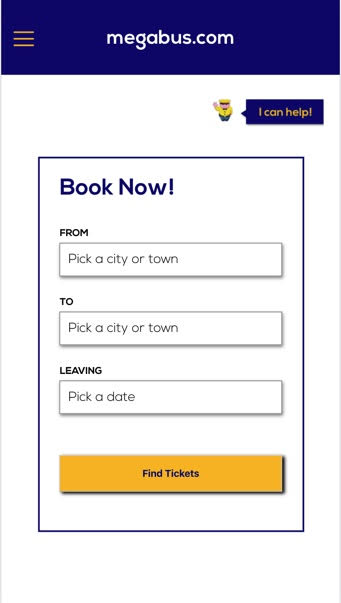 megabus.com
I can help!
Book Now!
FROM
Pick a city or town
TO
Pick a city or town
LEAVING
Pick a date
Find Tickets